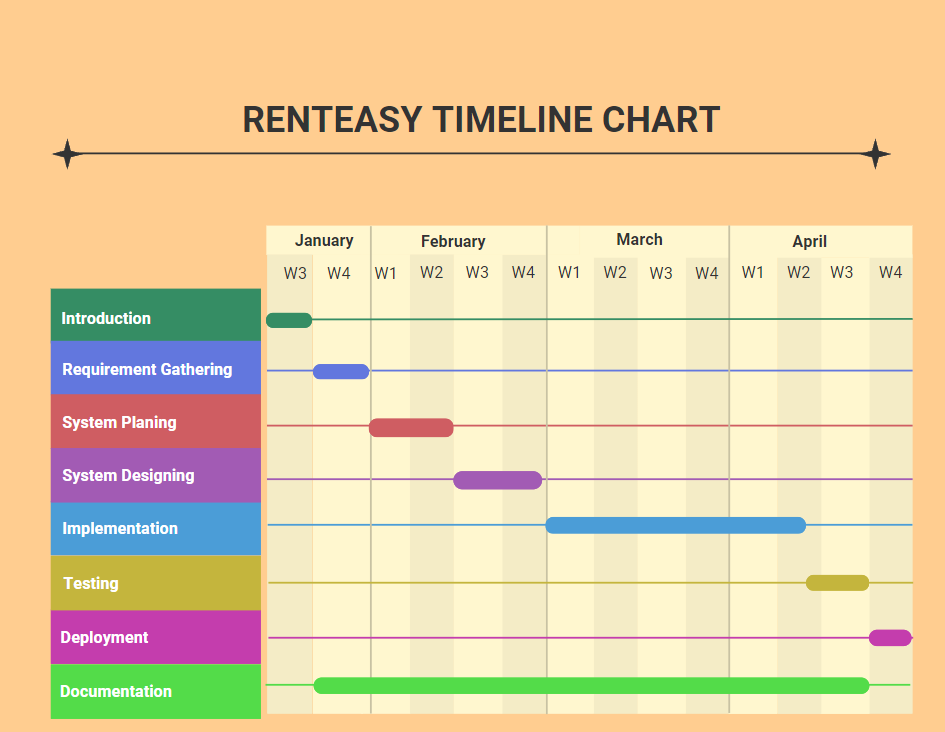 RENTEASY TIMELINE CHART
January February March April
W3 W4 W1 W2 W3 W4 W1 W2 W3 W4 W1 W2 W3 W4
Introduction
Requirement Gathering
System Planing
System Designing
Implementation
Testing
Deployment
Documentation